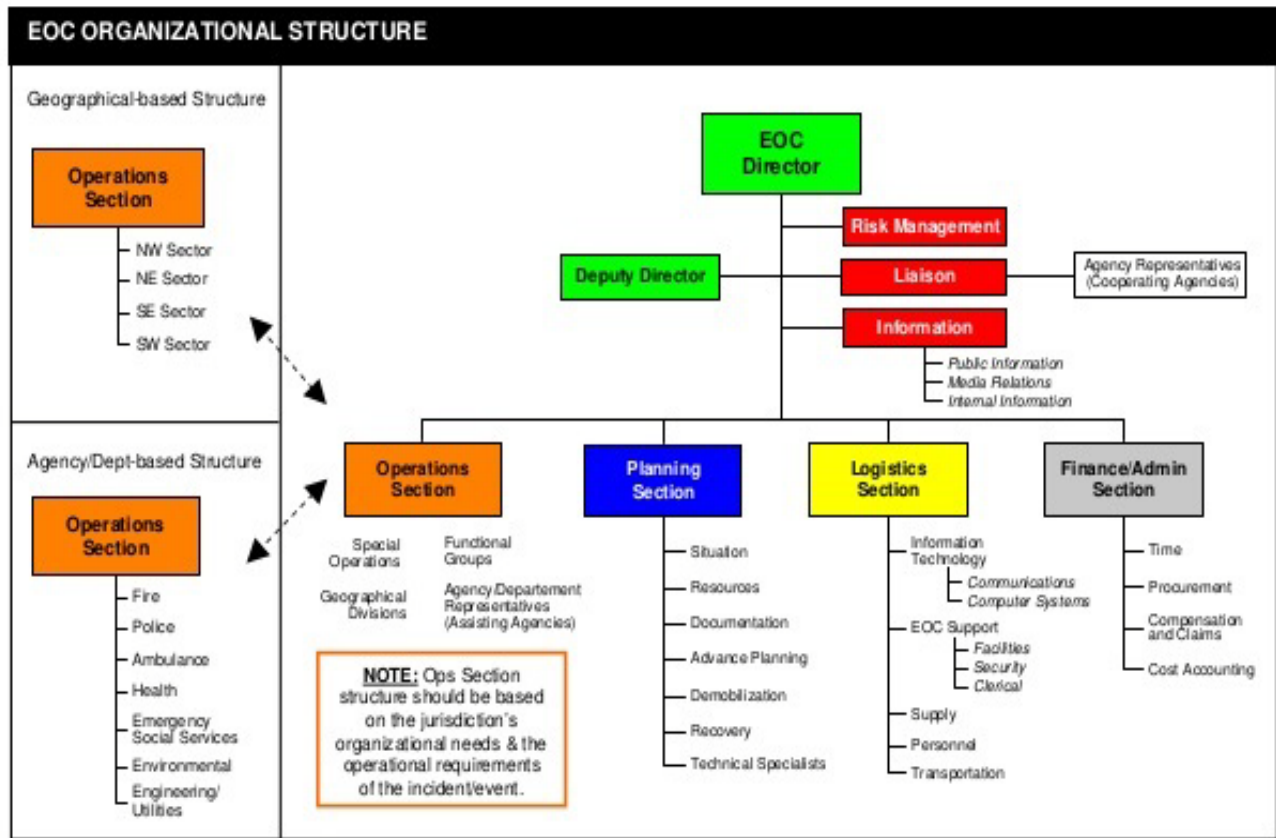 EOC ORGANIZATIONAL STRUCTURE
Geographical-based Structure
Operations
Section
NW Sector
NE Sector
SE Sector
SW Sector
Agency/Dept-based Structure
Operations
Section
Fire
Police
Ambulance
Health
Emergency
Social Services
Environmental
Engineering/
Utilities
EOC
Director
Risk Management
Deputy Director
Liaison
Agency Representatives
(Cooperating Agencies)
Information
Public Information
Media Relations
Internal Information
Operations
Section
Special
Operations
Functional
Groups
Geographical
Divisions
Agency/Departement
Representatives
(Assisting Agencies)
NOTE: Ops Section
structure should be based
on the jurisdiction's
organizational needs & the
operational requirements
of the incident/event.
Planning
Section
Situation
Resources
Documentation
Advance Planning
Demobilization
Recovery
Technical Specialists
Logistics
Section
Information
Technology
Communications
Computer Systems
EOC Support
Facilities
Security
Clerical
Supply
Personnel
Transportation
Finance/Admin
Section
Time
Procurement
Compensation
and Claims
Cost Accounting